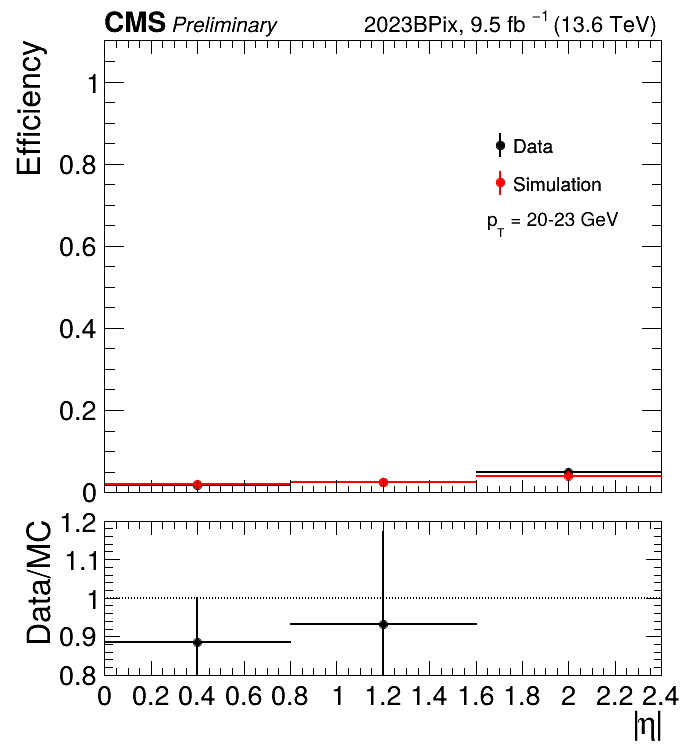 CMS Preliminary 2023BPix, 9.5 fb⁻¹ (13.6 TeV)
Efficiency
1
0.8
0.6
0.4
0.2
0
Data
Simulation
p_T = 20-23 GeV
Data/MC
1.2
1.1
1
0.9
0.8
0 0.2 0.4 0.6 0.8 1 1.2 1.4 1.6 1.8 2 2.2 2.4
|η|